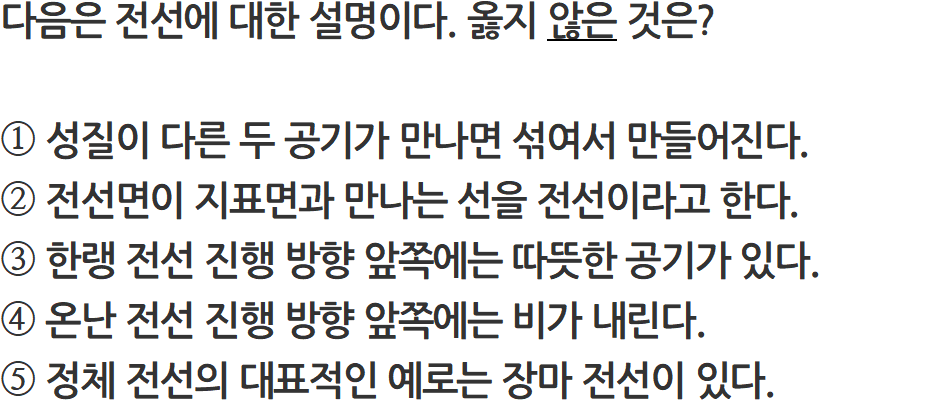 다음은 전선에 대한 설명이다. 옳지 않은 것은?
① 성질이 다른 두 공기가 만나면 섞여서 만들어진다.
② 전선면이 지표면과 만나는 선을 전선이라고 한다.
③ 한랭 전선 진행 방향 앞쪽에는 따뜻한 공기가 있다.
④ 온난 전선 진행 방향 앞쪽에는 비가 내린다.
⑤ 정체 전선의 대표적인 예로는 장마 전선이 있다.